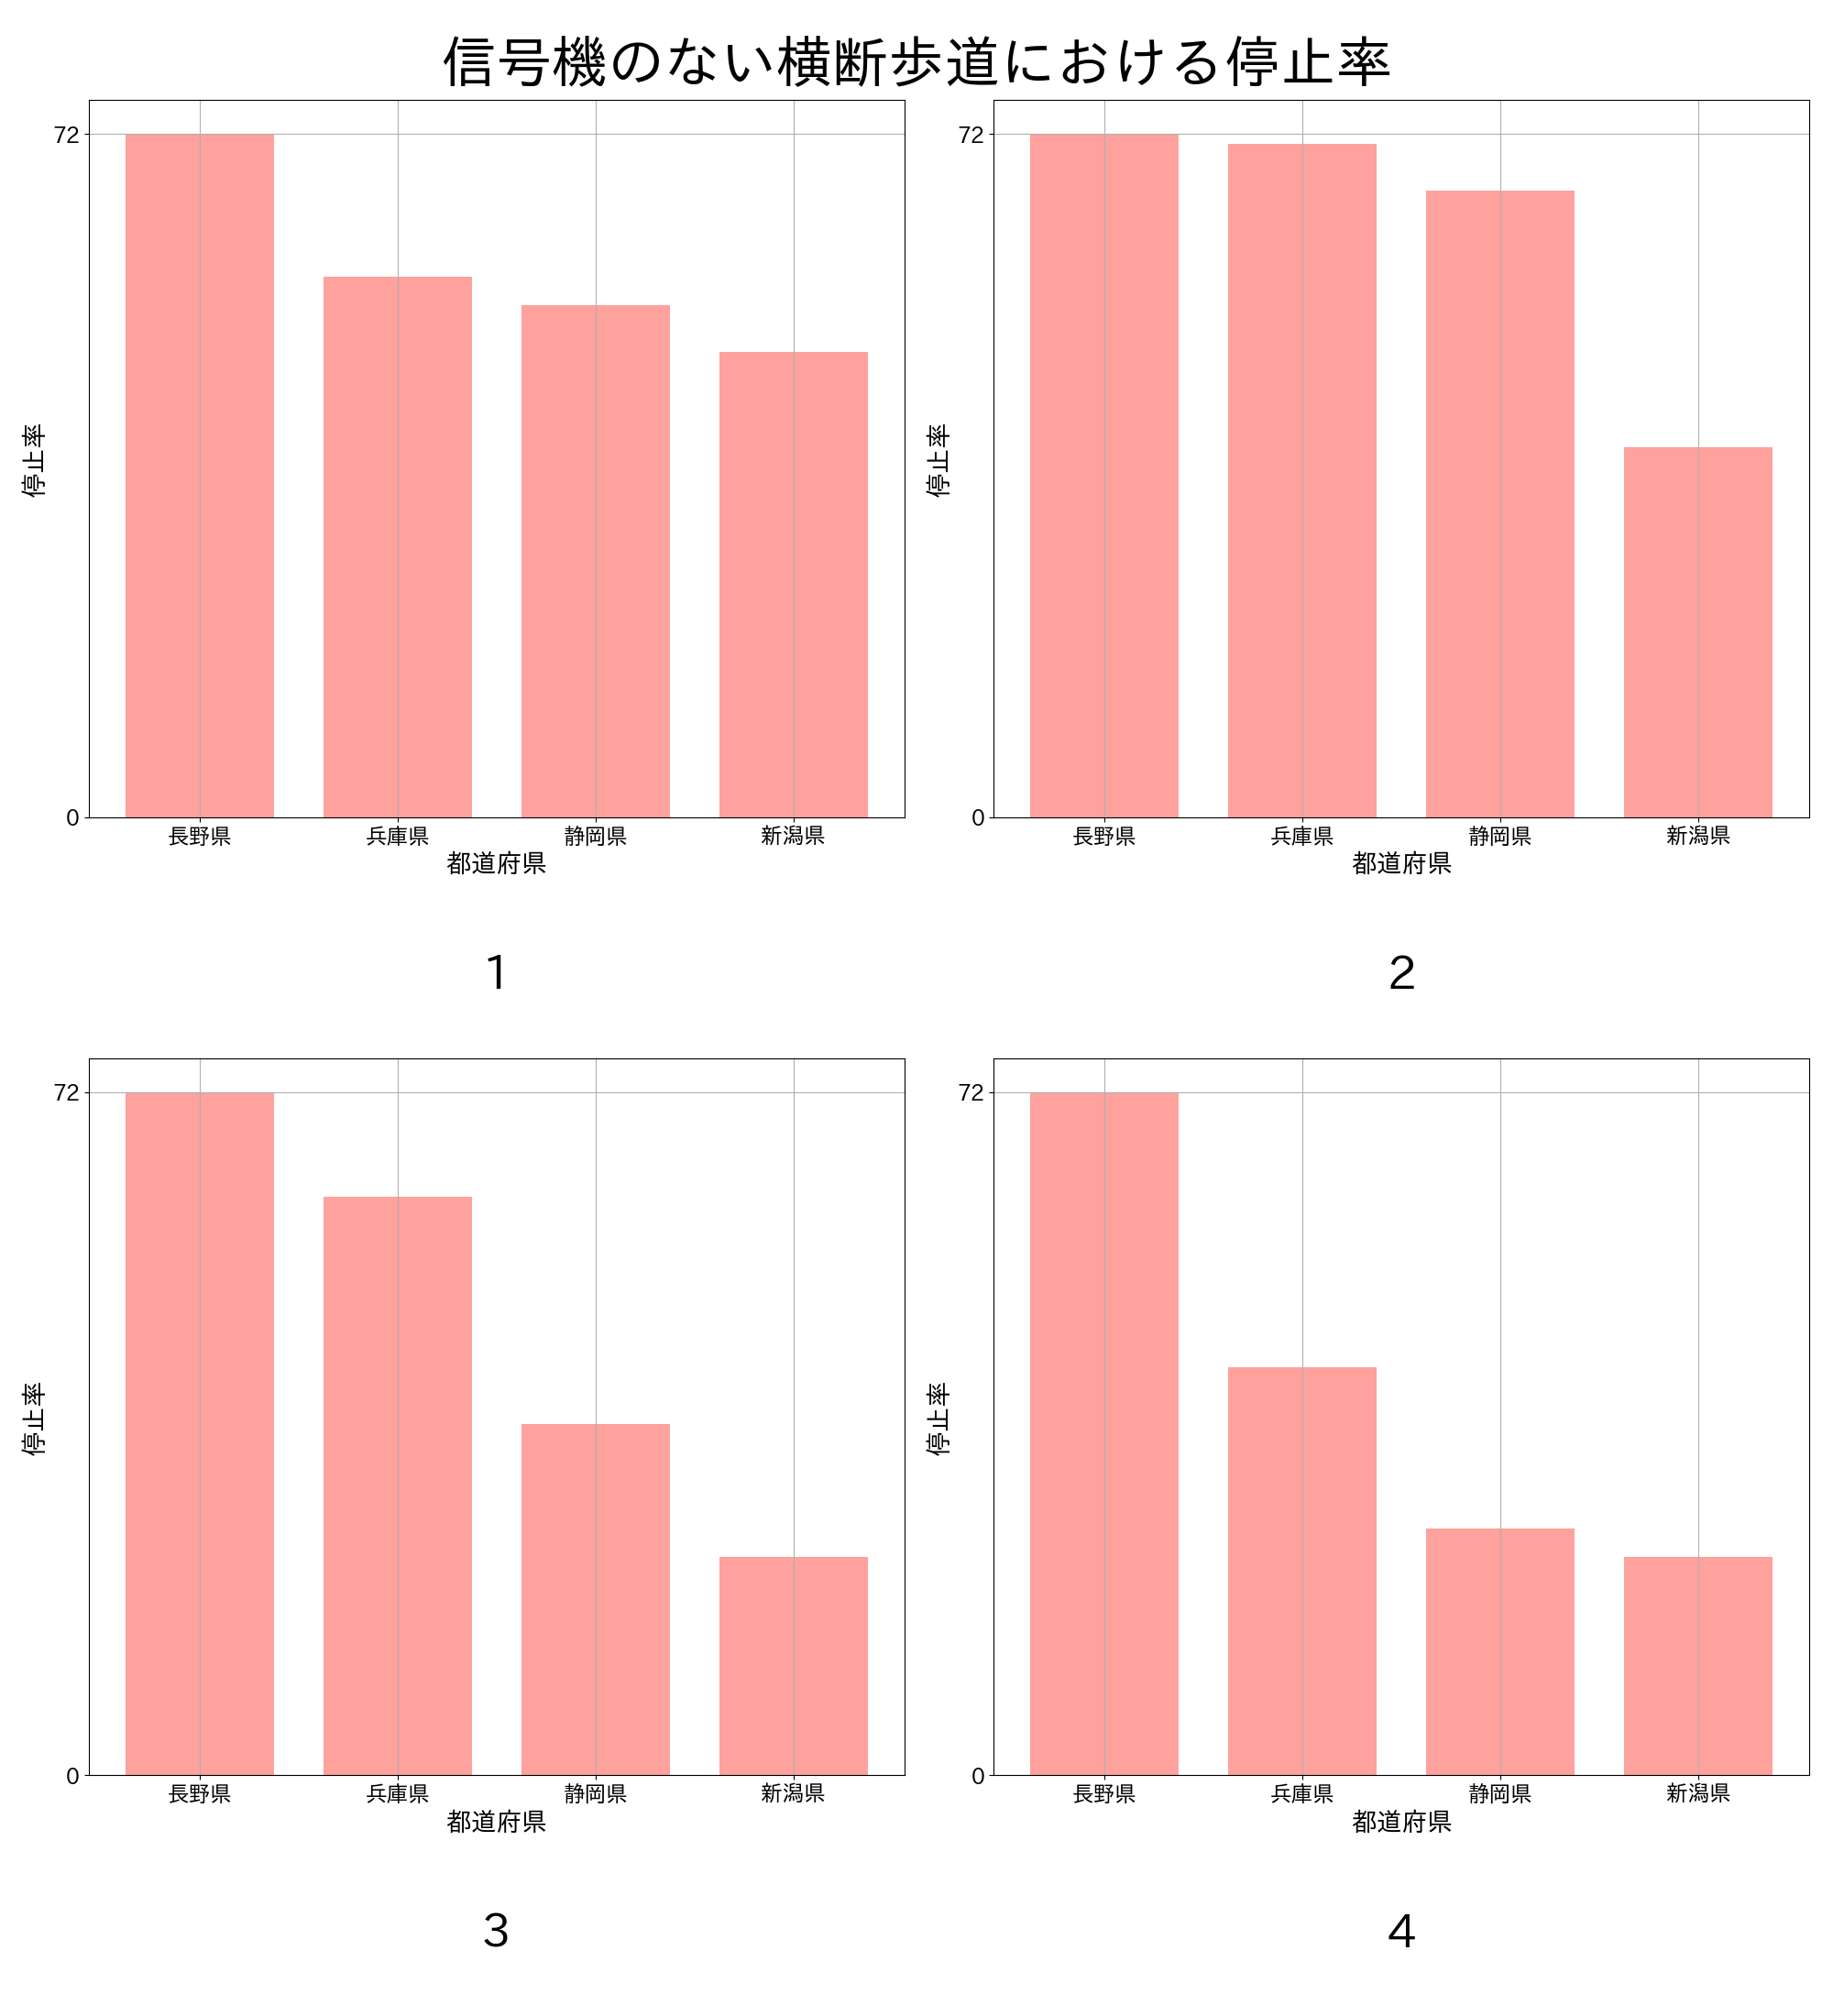 信号機のない横断歩道における停止率
72
停止率
0
長野県 兵庫県 静岡県 新潟県
都道府県
1
72
停止率
0
長野県 兵庫県 静岡県 新潟県
都道府県
2
72
停止率
0
長野県 兵庫県 静岡県 新潟県
都道府県
3
72
停止率
0
長野県 兵庫県 静岡県 新潟県
都道府県
4